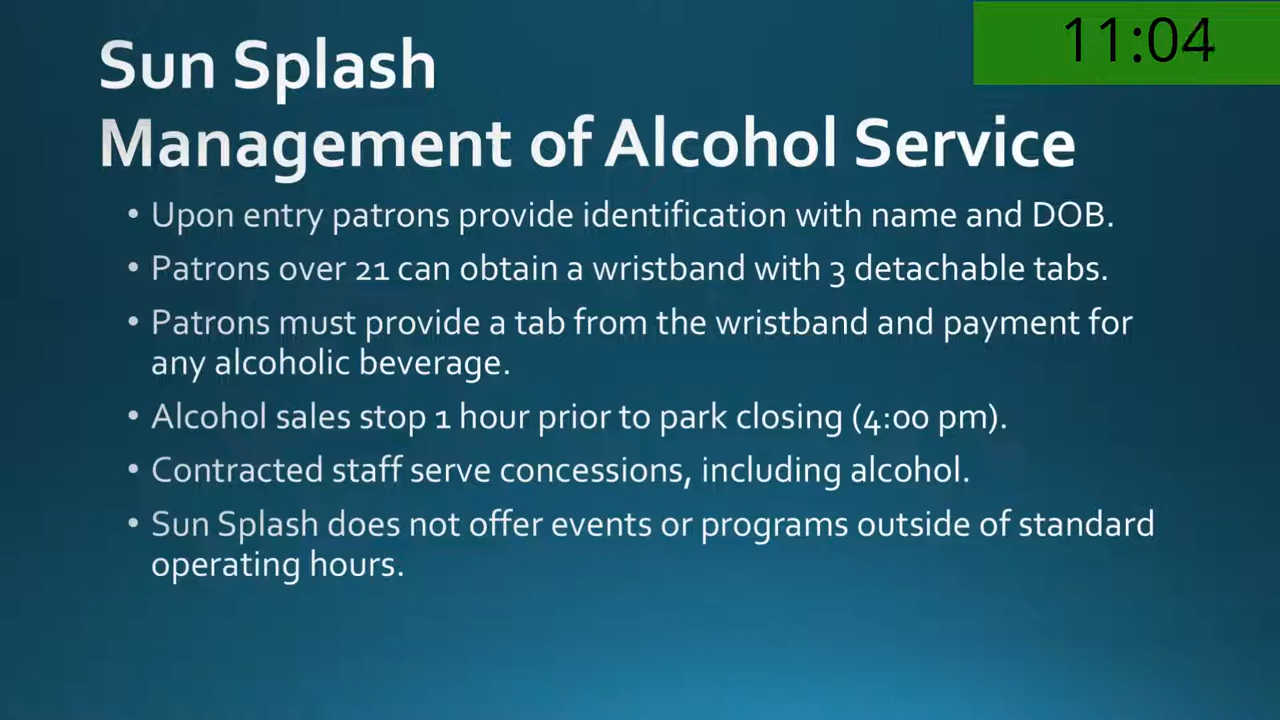 11:04
Sun Splash
Management of Alcohol Service
• Upon entry patrons provide identification with name and DOB.
• Patrons over 21 can obtain a wristband with 3 detachable tabs.
• Patrons must provide a tab from the wristband and payment for
any alcoholic beverage.
• Alcohol sales stop 1 hour prior to park closing (4:00 pm).
• Contracted staff serve concessions, including alcohol.
• Sun Splash does not offer events or programs outside of standard
operating hours.